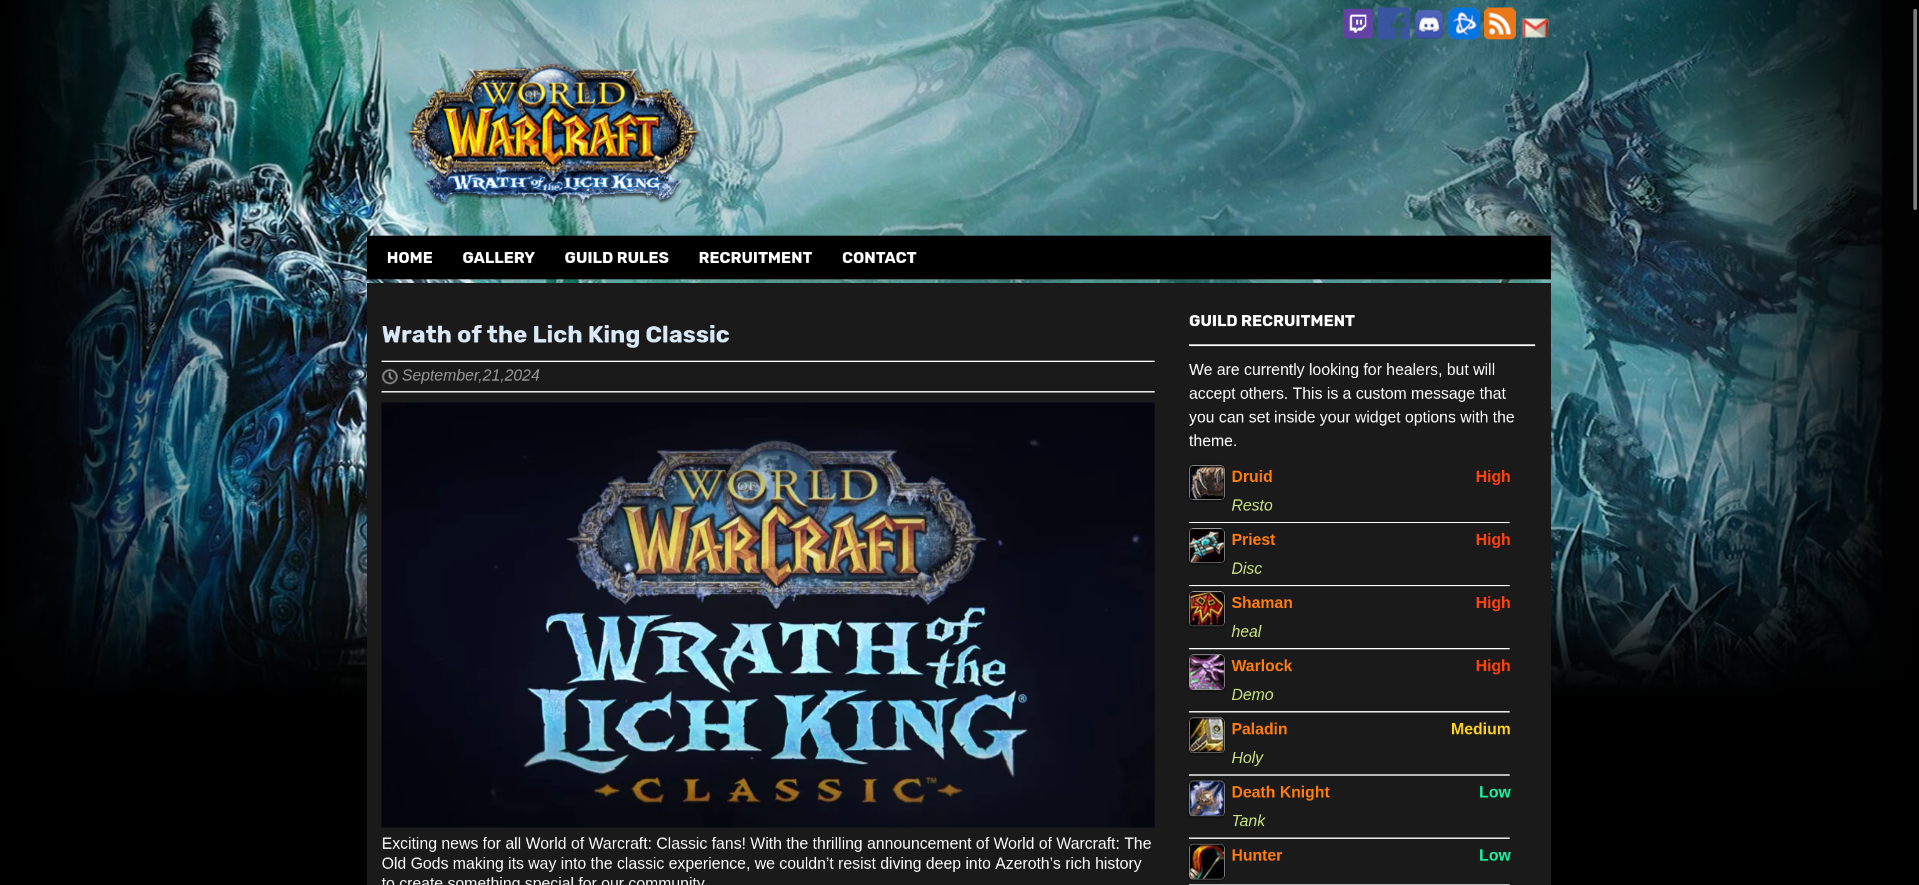 WORLD
OF
WARCRAFT
WRATH of the LICH KING
HOME GALLERY GUILD RULES RECRUITMENT CONTACT
Wrath of the Lich King Classic
September,21,2024
WORLD
OF
WARCRAFT
WRATH of the
LICH KING®
CLASSIC™
Exciting news for all World of Warcraft: Classic fans! With the thrilling announcement of World of Warcraft: The
Old Gods making its way into the classic experience, we couldn’t resist diving deep into Azeroth’s rich history
to create something special for our community.
GUILD RECRUITMENT
We are currently looking for healers, but will
accept others. This is a custom message that
you can set inside your widget options with the
theme.
Druid High
Resto
Priest High
Disc
Shaman High
heal
Warlock High
Demo
Paladin Medium
Holy
Death Knight Low
Tank
Hunter Low